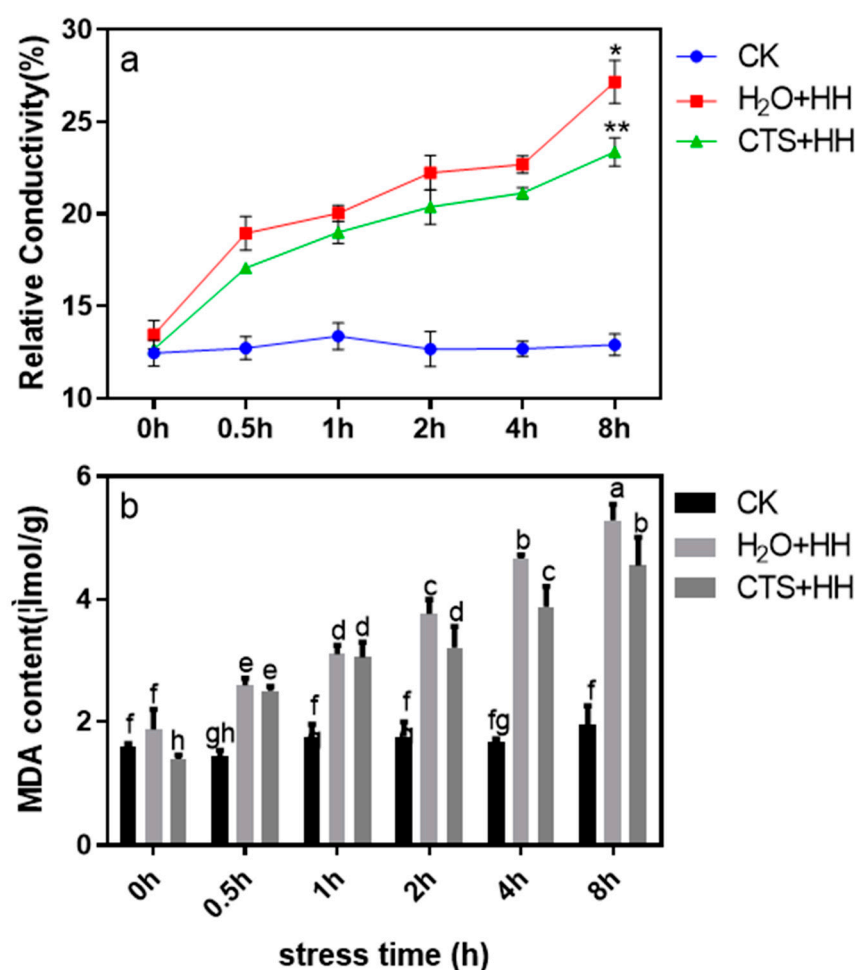 a
Relative Conductivity(%)
30
25
20
15
10
*
**
0h 0.5h 1h 2h 4h 8h
CK
H₂O+HH
CTS+HH
b
MDA content(¦Ìmol/g)
6
4
2
0
f f h
gh e e
f d d
f c d
fg b c
f a b
0h 0.5h 1h 2h 4h 8h
stress time (h)
CK
H₂O+HH
CTS+HH